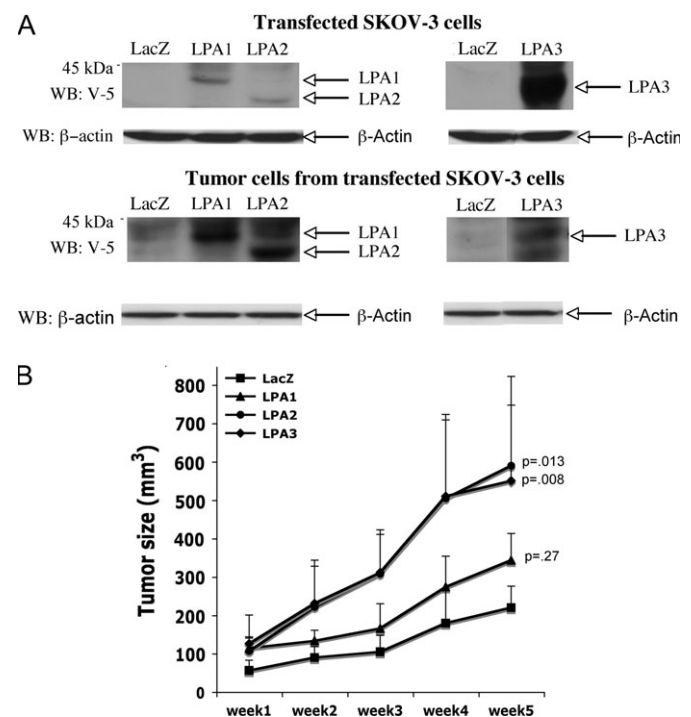 A
Transfected SKOV-3 cells
LacZ LPA1 LPA2
LPA3
LacZ
45 kDa
WB: V-5
LPA1
LPA2
LPA3
WB: β-actin
β-Actin
β-Actin
Tumor cells from transfected SKOV-3 cells
LacZ LPA1 LPA2
LacZ LPA3
45 kDa
WB: V-5
LPA1
LPA2
LPA3
WB: β-actin
β-Actin
β-Actin
B
LacZ
LPA1
LPA2
LPA3
Tumor size (mm³)
800
700
600
500
400
300
200
100
0
p=.013
p=.008
p=.27
week1 week2 week3 week4 week5